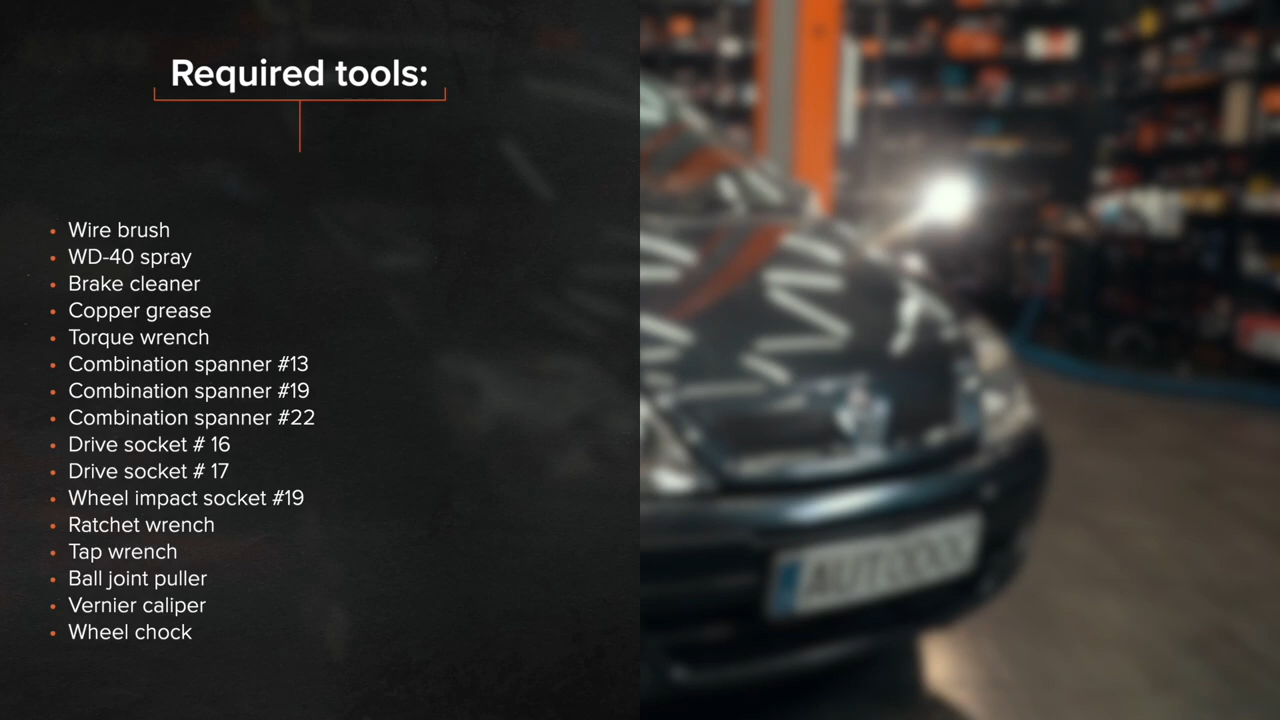 Required tools:
Wire brush
WD-40 spray
Brake cleaner
Copper grease
Torque wrench
Combination spanner #13
Combination spanner #19
Combination spanner #22
Drive socket # 16
Drive socket # 17
Wheel impact socket #19
Ratchet wrench
Tap wrench
Ball joint puller
Vernier caliper
Wheel chock
AUTODOC